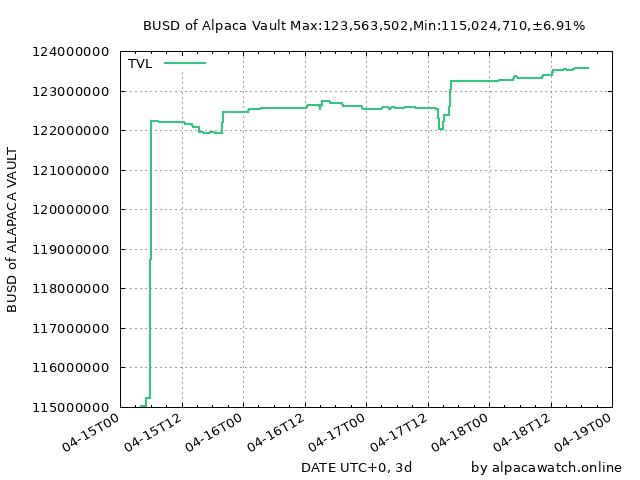 BUSD of Alpaca Vault Max:123,563,502,Min:115,024,710,±6.91%
TVL
124000000
123000000
122000000
121000000
120000000
119000000
118000000
117000000
116000000
115000000
BUSD of ALAPACA VAULT
04-15T00
04-15T12
04-16T00
04-16T12
04-17T00
04-17T12
04-18T00
04-18T12
04-19T00
DATE UTC+0, 3d
by alpacawatch.online